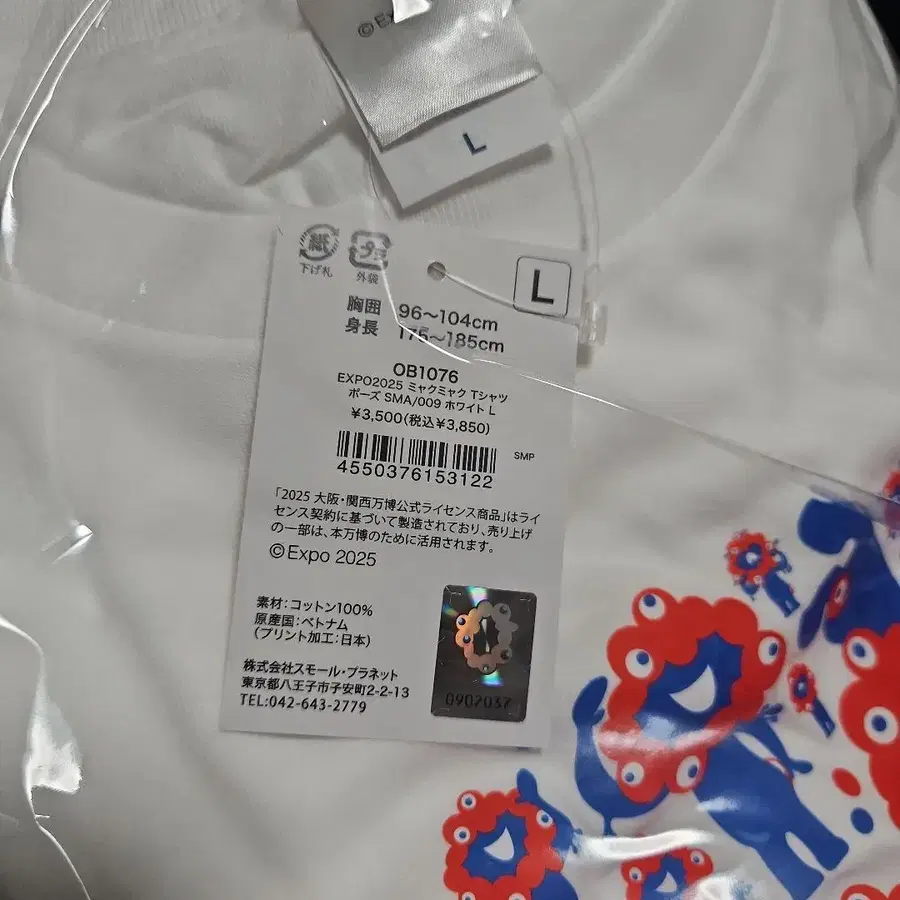 ©Ex
L
紙
プラ
下げ札
外袋
L
胸囲 96～104cm
身長 175～185cm
OB1076
EXPO2025 ミャクミャク Tシャツ
ポーズ SMA/009 ホワイト L
¥3,500(税込¥3,850)
SMP
4550376153122
「2025 大阪・関西万博公式ライセンス商品」はライ
センス契約に基づいて製造されており、売り上げ
の一部は、本万博のために活用されます。
©Expo 2025
素材：コットン100%
原産国：ベトナム
(プリント加工：日本)
株式会社スモール・プラネット
東京都八王子市子安町2-2-13
TEL:042-643-2779
0902037